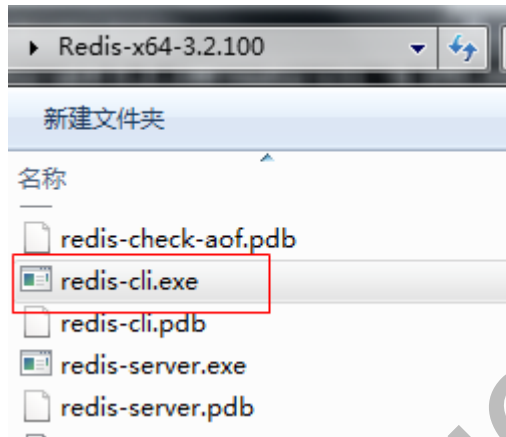 Redis-x64-3.2.100
新建文件夹
名称
redis-check-aof.pdb
redis-cli.exe
redis-cli.pdb
redis-server.exe
redis-server.pdb